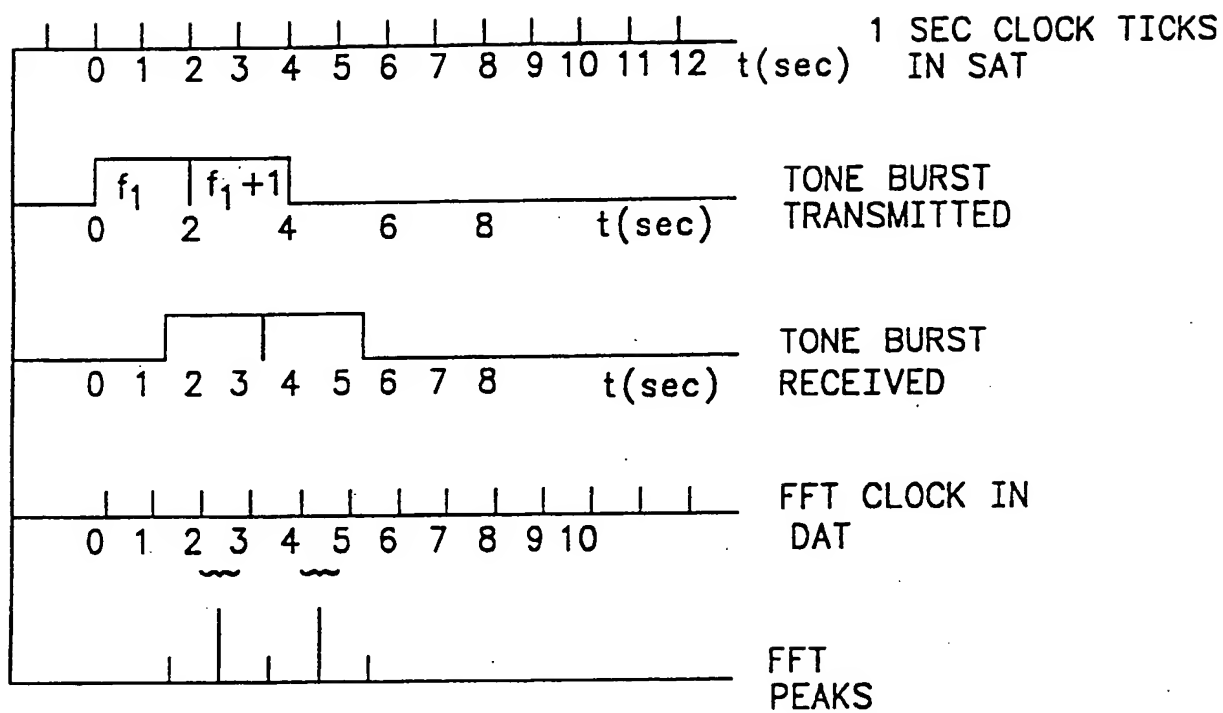 1 SEC CLOCK TICKS
0 1 2 3 4 5 6 7 8 9 10 11 12 t(sec) IN SAT
f1 f1+1 TONE BURST
TRANSMITTED
0 2 4 6 8 t(sec)
TONE BURST
0 1 2 3 4 5 6 7 8 t(sec) RECEIVED
FFT CLOCK IN
0 1 2 3 4 5 6 7 8 9 10 DAT
FFT
PEAKS